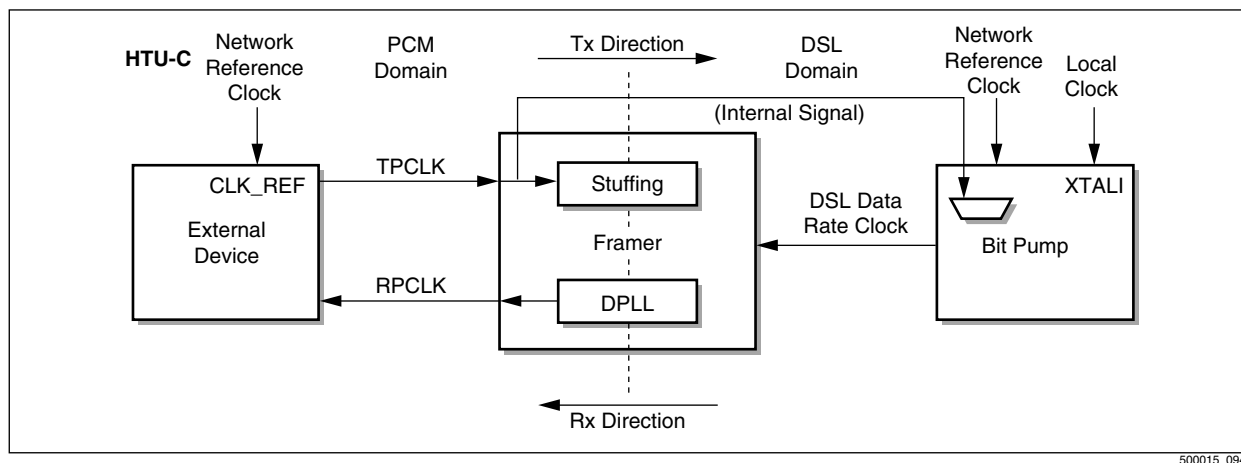 HTU-C
Network
Reference
Clock
PCM
Domain
Tx Direction
DSL
Domain
Network
Reference
Clock
Local
Clock
(Internal Signal)
CLK_REF
External
Device
TPCLK
RPCLK
Stuffing
Framer
DPLL
DSL Data
Rate Clock
XTALI
Bit Pump
Rx Direction
500015_094